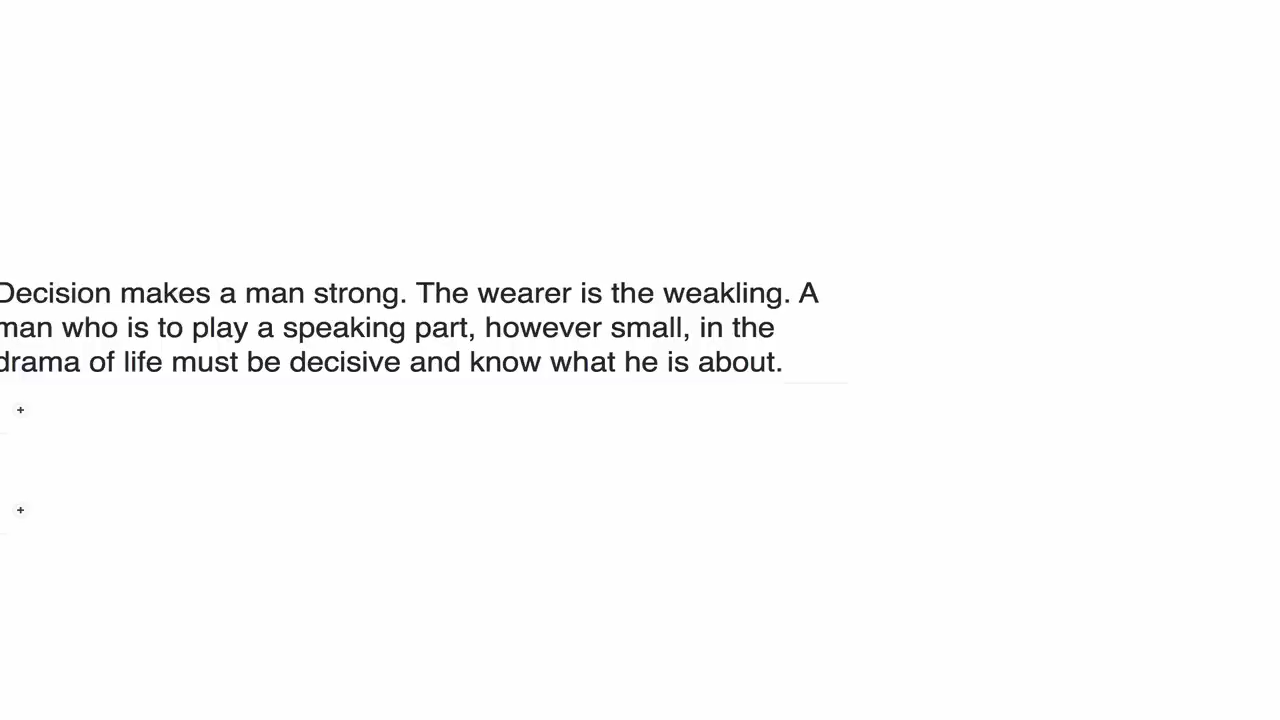 Decision makes a man strong. The wearer is the weakling. A
man who is to play a speaking part, however small, in the
drama of life must be decisive and know what he is about.
+
+